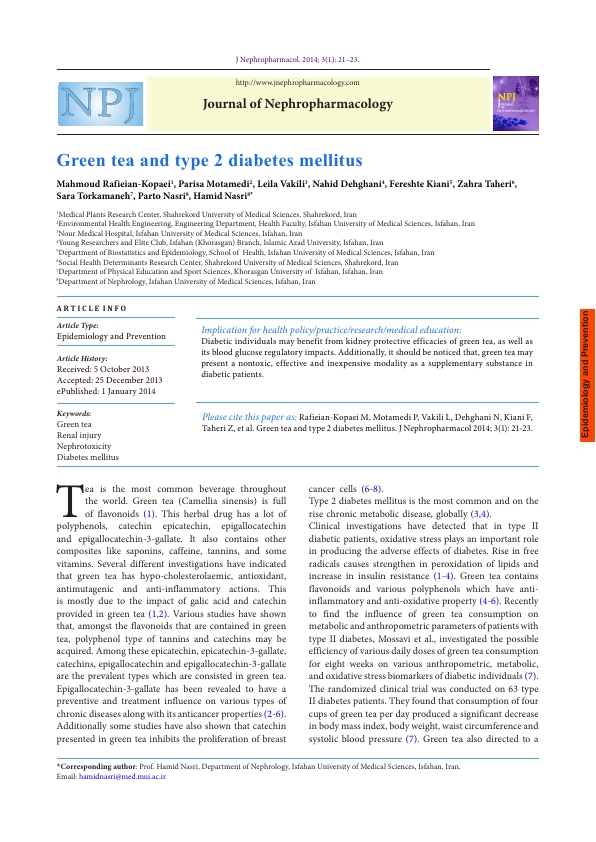 J Nephropharmacol. 2014; 3(1): 21–23.
NPJ
http://www.jnephropharmacology.com
Journal of Nephropharmacology
NPJ
Green tea and type 2 diabetes mellitus
Mahmoud Rafieian-Kopaei¹, Parisa Motamedi², Leila Vakili³, Nahid Dehghani⁴, Fereshte Kiani⁵, Zahra Taheri⁶,
Sara Torkamaneh⁷, Parto Nasri⁸, Hamid Nasri⁸*
¹Medical Plants Research Center, Shahrekord University of Medical Sciences, Shahrekord, Iran
²Environmental Health Engineering, Engineering Department, Health Faculty, Isfahan University of Medical Sciences, Isfahan, Iran
³Nour Medical Hospital, Isfahan University of Medical Sciences, Isfahan, Iran
⁴Young Researchers and Elite Club, Isfahan (Khorasgan) Branch, Islamic Azad University, Isfahan, Iran
⁵Department of Biostatistics and Epidemiology, School of Health, Isfahan University of Medical Sciences, Isfahan, Iran
⁶Social Health Determinants Research Center, Shahrekord University of Medical Sciences, Shahrekord, Iran
⁷Department of Physical Education and Sport Sciences, Khorasgan University of Isfahan, Isfahan, Iran
⁸Department of Nephrology, Isfahan University of Medical Sciences, Isfahan, Iran
ARTICLE INFO
Article Type:
Epidemiology and Prevention
Article History:
Received: 5 October 2013
Accepted: 25 December 2013
ePublished: 1 January 2014
Keywords:
Green tea
Renal injury
Nephrotoxicity
Diabetes mellitus
Implication for health policy/practice/research/medical education:
Diabetic individuals may benefit from kidney protective efficacies of green tea, as well as
its blood glucose regulatory impacts. Additionally, it should be noticed that, green tea may
present a nontoxic, effective and inexpensive modality as a supplementary substance in
diabetic patients.
Please cite this paper as: Rafieian-Kopaei M, Motamedi P, Vakili L, Dehghani N, Kiani F,
Taheri Z, et al. Green tea and type 2 diabetes mellitus. J Nephropharmacol 2014; 3(1): 21-23.
Epidemiology and Prevention
Tea is the most common beverage throughout
the world. Green tea (Camellia sinensis) is full
of flavonoids (1). This herbal drug has a lot of
polyphenols, catechin epicatechin, epigallocatechin
and epigallocatechin-3-gallate. It also contains other
composites like saponins, caffeine, tannins, and some
vitamins. Several different investigations have indicated
that green tea has hypo-cholesterolaemic, antioxidant,
antimutagenic and anti-inflammatory actions. This
is mostly due to the impact of galic acid and catechin
provided in green tea (1,2). Various studies have shown
that, amongst the flavonoids that are contained in green
tea, polyphenol type of tannins and catechins may be
acquired. Among these epicatechin, epicatechin-3-gallate,
catechins, epigallocatechin and epigallocatechin-3-gallate
are the prevalent types which are consisted in green tea.
Epigallocatechin-3-gallate has been revealed to have a
preventive and treatment influence on various types of
chronic diseases along with its anticancer properties (2-6).
Additionally some studies have also shown that catechin
presented in green tea inhibits the proliferation of breast
cancer cells (6-8).
Type 2 diabetes mellitus is the most common and on the
rise chronic metabolic disease, globally (3,4).
Clinical investigations have detected that in type II
diabetic patients, oxidative stress plays an important role
in producing the adverse effects of diabetes. Rise in free
radicals causes strengthen in peroxidation of lipids and
increase in insulin resistance (1-4). Green tea contains
flavonoids and various polyphenols which have anti-
inflammatory and anti-oxidative property (4-6). Recently
to find the influence of green tea consumption on
metabolic and anthropometric parameters of patients with
type II diabetes, Mossavi et al., investigated the possible
efficacy of various daily doses of green tea consumption
for eight weeks on various anthropometric, metabolic,
and oxidative stress biomarkers of diabetic individuals (7).
The randomized clinical trial was conducted on 63 type
II diabetes patients. They found that consumption of four
cups of green tea per day produced a significant decrease
in body mass index, body weight, waist circumference and
systolic blood pressure (7). Green tea also directed to a
*Corresponding author: Prof. Hamid Nasri, Department of Nephrology, Isfahan University of Medical Sciences, Isfahan, Iran.
Email: hamidnasri@med.mui.ac.ir